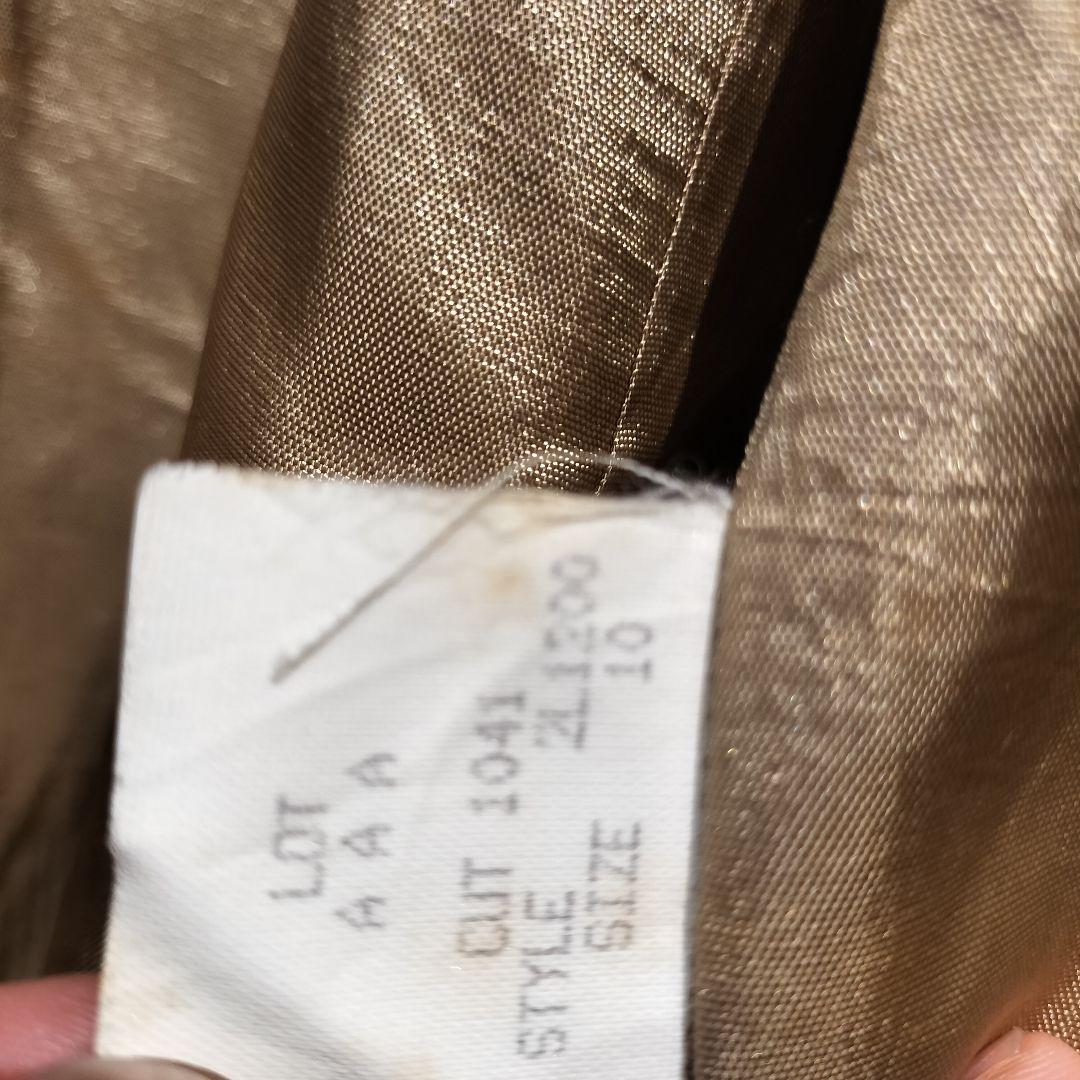 LOT
A A A
CUT 1041
STYLE 2L1200
SIZE 10